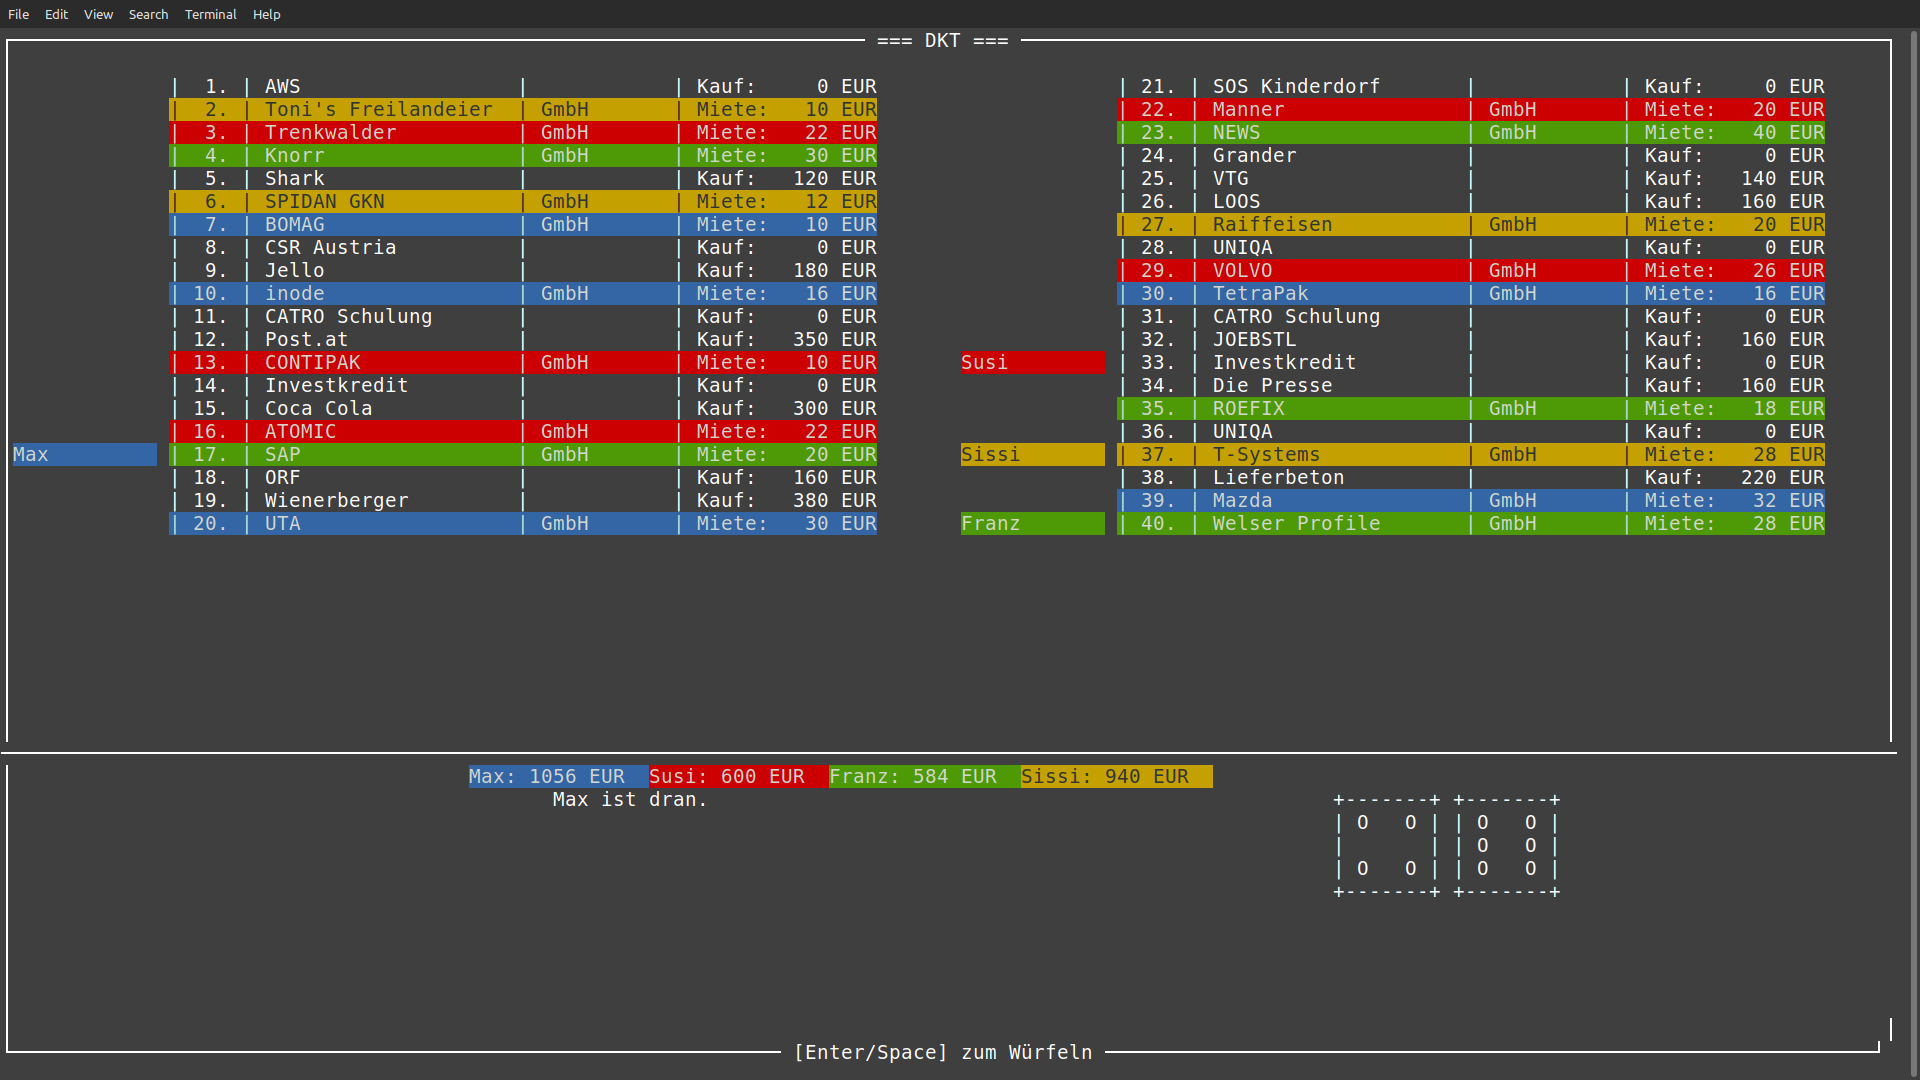 File Edit View Search Terminal Help
=== DKT ===
| 1. | AWS | | Kauf: 0 EUR
| 2. | Toni's Freilandeier | GmbH | Miete: 10 EUR
| 3. | Trenkwalder | GmbH | Miete: 22 EUR
| 4. | Knorr | GmbH | Miete: 30 EUR
| 5. | Shark | | Kauf: 120 EUR
| 6. | SPIDAN GKN | GmbH | Miete: 12 EUR
| 7. | BOMAG | GmbH | Miete: 10 EUR
| 8. | CSR Austria | | Kauf: 0 EUR
| 9. | Jello | | Kauf: 180 EUR
| 10. | inode | GmbH | Miete: 16 EUR
| 11. | CATRO Schulung | | Kauf: 0 EUR
| 12. | Post.at | | Kauf: 350 EUR
| 13. | CONTIPAK | GmbH | Miete: 10 EUR
| 14. | Investkredit | | Kauf: 0 EUR
| 15. | Coca Cola | | Kauf: 300 EUR
| 16. | ATOMIC | GmbH | Miete: 22 EUR
Max | 17. | SAP | GmbH | Miete: 20 EUR
| 18. | ORF | | Kauf: 160 EUR
| 19. | Wienerberger | | Kauf: 380 EUR
| 20. | UTA | GmbH | Miete: 30 EUR
| 21. | SOS Kinderdorf | | Kauf: 0 EUR
| 22. | Manner | GmbH | Miete: 20 EUR
| 23. | NEWS | GmbH | Miete: 40 EUR
| 24. | Grander | | Kauf: 0 EUR
| 25. | VTG | | Kauf: 140 EUR
| 26. | LOOS | | Kauf: 160 EUR
| 27. | Raiffeisen | GmbH | Miete: 20 EUR
| 28. | UNIQA | | Kauf: 0 EUR
| 29. | VOLVO | GmbH | Miete: 26 EUR
| 30. | TetraPak | GmbH | Miete: 16 EUR
| 31. | CATRO Schulung | | Kauf: 0 EUR
| 32. | JOEBSTL | | Kauf: 160 EUR
Susi | 33. | Investkredit | | Kauf: 0 EUR
| 34. | Die Presse | | Kauf: 160 EUR
| 35. | ROEFIX | GmbH | Miete: 18 EUR
| 36. | UNIQA | | Kauf: 0 EUR
Sissi | 37. | T-Systems | GmbH | Miete: 28 EUR
| 38. | Lieferbeton | | Kauf: 220 EUR
| 39. | Mazda | GmbH | Miete: 32 EUR
Franz | 40. | Welser Profile | GmbH | Miete: 28 EUR
Max: 1056 EUR Susi: 600 EUR Franz: 584 EUR Sissi: 940 EUR
Max ist dran.
+-------+ +-------+
| O   O | | O   O |
|       | | O   O |
| O   O | | O   O |
+-------+ +-------+
[Enter/Space] zum Würfeln